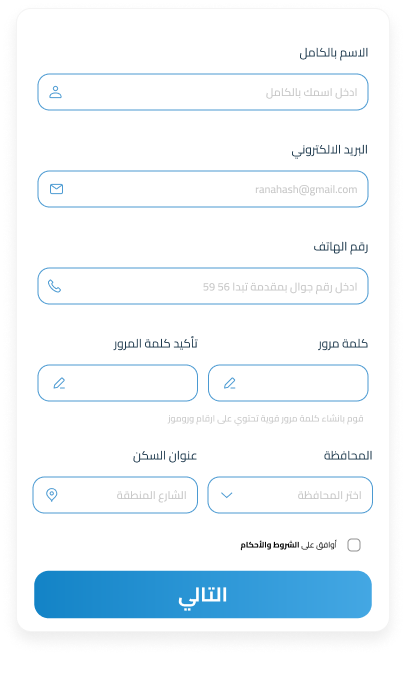 الاسم بالكامل
ادخل اسمك بالكامل
البريد الالكتروني
ranahash@gmail.com
رقم الهاتف
ادخل رقم جوال بمقدمة تبدا 56 59
كلمة مرور
تأكيد كلمة المرور
قوم بانشاء كلمة مرور قوية تحتوي على ارقام وروموز
المحافظة
عنوان السكن
اختر المحافظة
الشارع المنطقة
أوافق على الشروط والأحكام
التالي